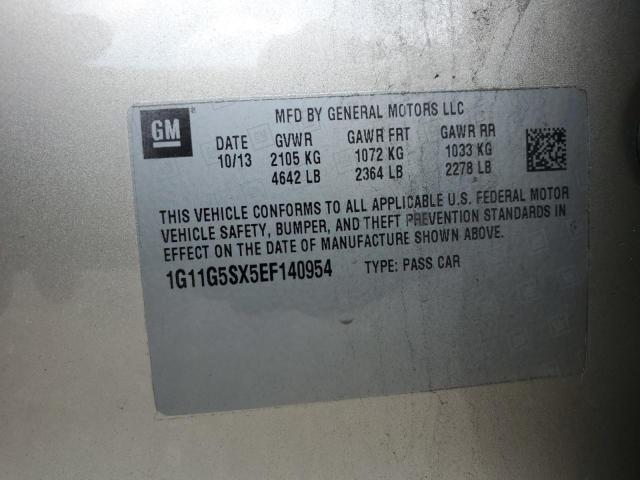 GM
MFD BY GENERAL MOTORS LLC
DATE GVWR GAWR FRT GAWR RR
10/13 2105 KG 1072 KG 1033 KG
4642 LB 2364 LB 2278 LB
THIS VEHICLE CONFORMS TO ALL APPLICABLE U.S. FEDERAL MOTOR
VEHICLE SAFETY, BUMPER, AND THEFT PREVENTION STANDARDS IN
EFFECT ON THE DATE OF MANUFACTURE SHOWN ABOVE.
1G11G5SX5EF140954 TYPE: PASS CAR